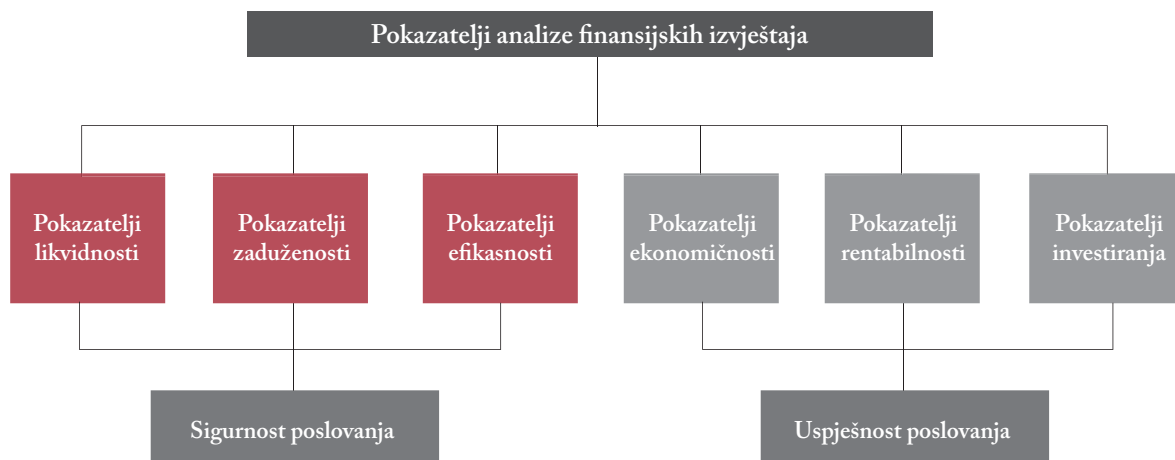 Pokazatelji analize finansijskih izvještaja
Pokazatelji
likvidnosti
Pokazatelji
zaduženosti
Pokazatelji
efikasnosti
Pokazatelji
ekonomičnosti
Pokazatelji
rentabilnosti
Pokazatelji
investiranja
Sigurnost poslovanja
Uspješnost poslovanja